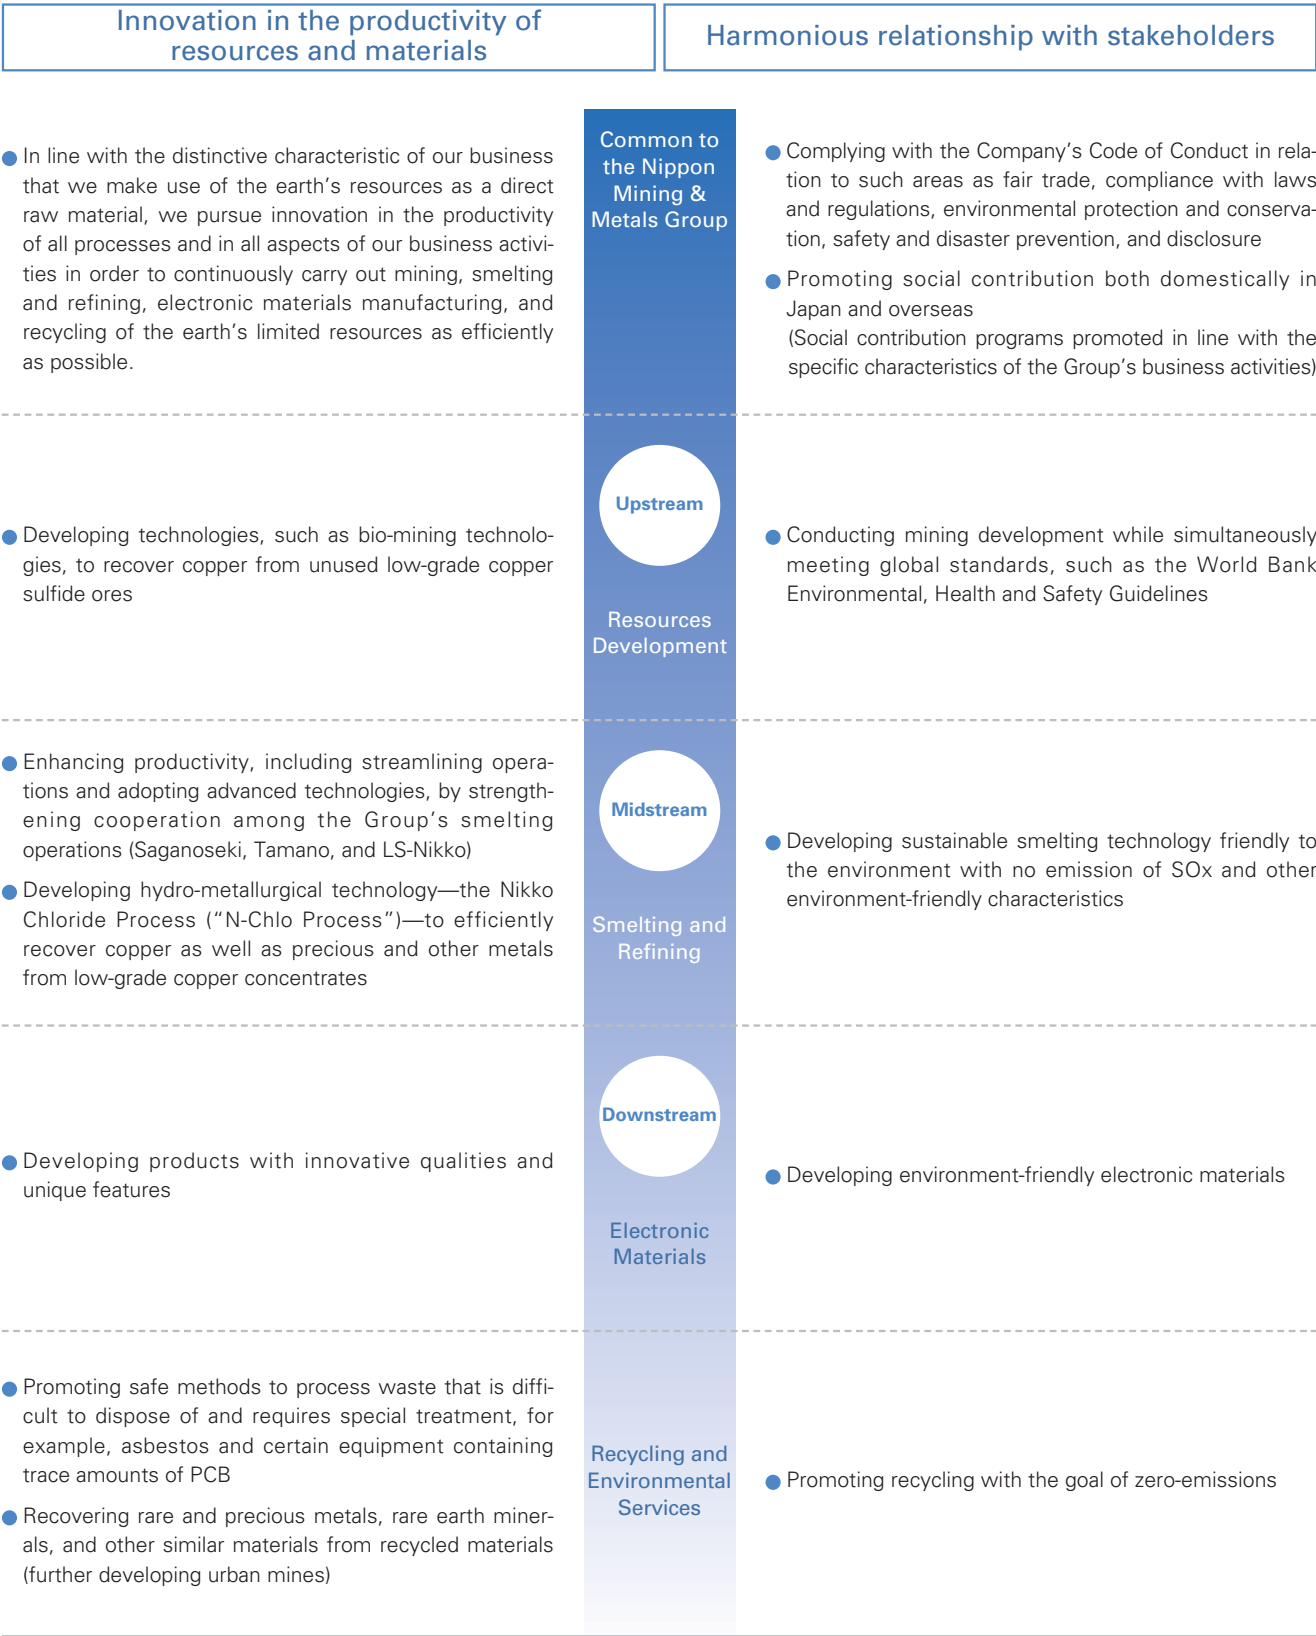 Innovation in the productivity of
resources and materials
Harmonious relationship with stakeholders
In line with the distinctive characteristic of our business
that we make use of the earth's resources as a direct
raw material, we pursue innovation in the productivity
of all processes and in all aspects of our business activi-
ties in order to continuously carry out mining, smelting
and refining, electronic materials manufacturing, and
recycling of the earth's limited resources as efficiently
as possible.
Common to
the Nippon
Mining &
Metals Group
● Complying with the Company's Code of Conduct in rela-
tion to such areas as fair trade, compliance with laws
and regulations, environmental protection and conserva-
tion, safety and disaster prevention, and disclosure
● Promoting social contribution both domestically in
Japan and overseas
(Social contribution programs promoted in line with the
specific characteristics of the Group's business activities)
● Developing technologies, such as bio-mining technolo-
gies, to recover copper from unused low-grade copper
sulfide ores
Upstream
Resources
Development
● Conducting mining development while simultaneously
meeting global standards, such as the World Bank
Environmental, Health and Safety Guidelines
● Enhancing productivity, including streamlining opera-
tions and adopting advanced technologies, by strength-
ening cooperation among the Group's smelting
operations (Saganoseki, Tamano, and LS-Nikko)
● Developing hydro-metallurgical technology—the Nikko
Chloride Process (“N-Chlo Process”)—to efficiently
recover copper as well as precious and other metals
from low-grade copper concentrates
Midstream
Smelting and
Refining
● Developing sustainable smelting technology friendly to
the environment with no emission of SOx and other
environment-friendly characteristics
● Developing products with innovative qualities and
unique features
Downstream
Electronic
Materials
● Developing environment-friendly electronic materials
● Promoting safe methods to process waste that is diffi-
cult to dispose of and requires special treatment, for
example, asbestos and certain equipment containing
trace amounts of PCB
● Recovering rare and precious metals, rare earth miner-
als, and other similar materials from recycled materials
(further developing urban mines)
Recycling and
Environmental
Services
● Promoting recycling with the goal of zero-emissions